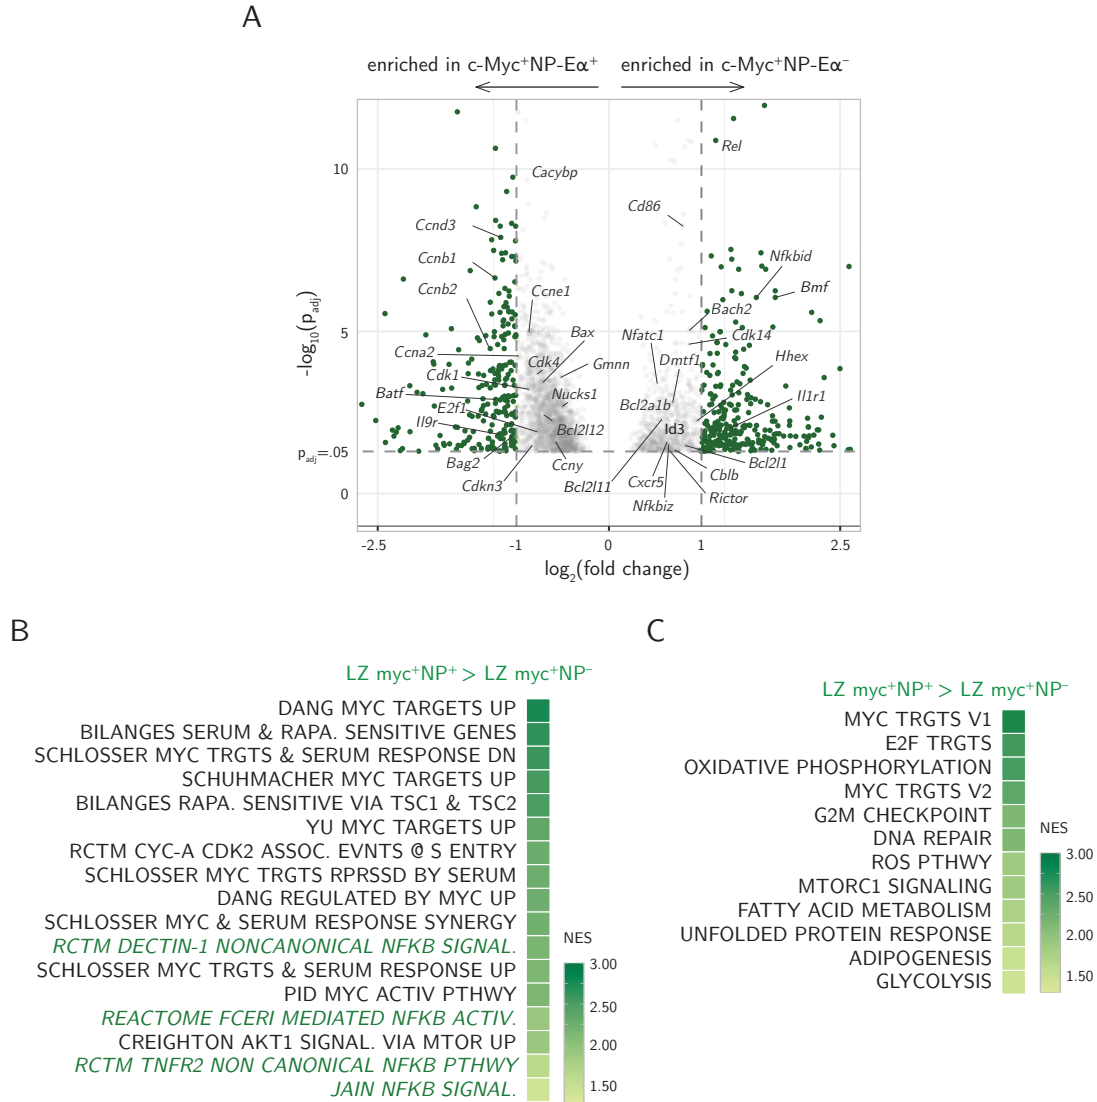 A
enriched in c-Myc⁺NP-Eα⁺
enriched in c-Myc⁺NP-Eα⁻
Rel
Cacybp
Cd86
Ccnd3
Ccnb1
Nfkbid
Ccnb2
Ccne1
Bmf
Bach2
Bax
Nfatc1
Cdk14
Ccna2
Cdk4
Gmnn
Dmtf1
Hhex
Cdk1
Batf
Nucks1
Bcl2a1b
Il1r1
E2f1
Il9r
Bcl2l12
Id3
Bag2
Ccny
Bcl2l1
Cdkn3
Bcl2l11
Cxcr5
Cblb
Nfkbiz
Rictor
10
5
p_adj=.05
0
-log₁₀(p_adj)
-2.5 -1 0 1 2.5
log₂(fold change)
B
LZ myc⁺NP⁺ > LZ myc⁺NP⁻
DANG MYC TARGETS UP
BILANGES SERUM & RAPA. SENSITIVE GENES
SCHLOSSER MYC TRGTS & SERUM RESPONSE DN
SCHUHMACHER MYC TARGETS UP
BILANGES RAPA. SENSITIVE VIA TSC1 & TSC2
YU MYC TARGETS UP
RCTM CYC-A CDK2 ASSOC. EVNTS @ S ENTRY
SCHLOSSER MYC TRGTS RPRSSD BY SERUM
DANG REGULATED BY MYC UP
SCHLOSSER MYC & SERUM RESPONSE SYNERGY
RCTM DECTIN-1 NONCANONICAL NFKB SIGNAL.
SCHLOSSER MYC TRGTS & SERUM RESPONSE UP
PID MYC ACTIV PTHWY
REACTOME FCERI MEDIATED NFKB ACTIV.
CREIGHTON AKT1 SIGNAL. VIA MTOR UP
RCTM TNFR2 NON CANONICAL NFKB PTHWY
JAIN NFKB SIGNAL.
NES
3.00
2.50
2.00
1.50
C
LZ myc⁺NP⁺ > LZ myc⁺NP⁻
MYC TRGTS V1
E2F TRGTS
OXIDATIVE PHOSPHORYLATION
MYC TRGTS V2
G2M CHECKPOINT
DNA REPAIR
ROS PTHWY
MTORC1 SIGNALING
FATTY ACID METABOLISM
UNFOLDED PROTEIN RESPONSE
ADIPOGENESIS
GLYCOLYSIS
NES
3.00
2.50
2.00
1.50